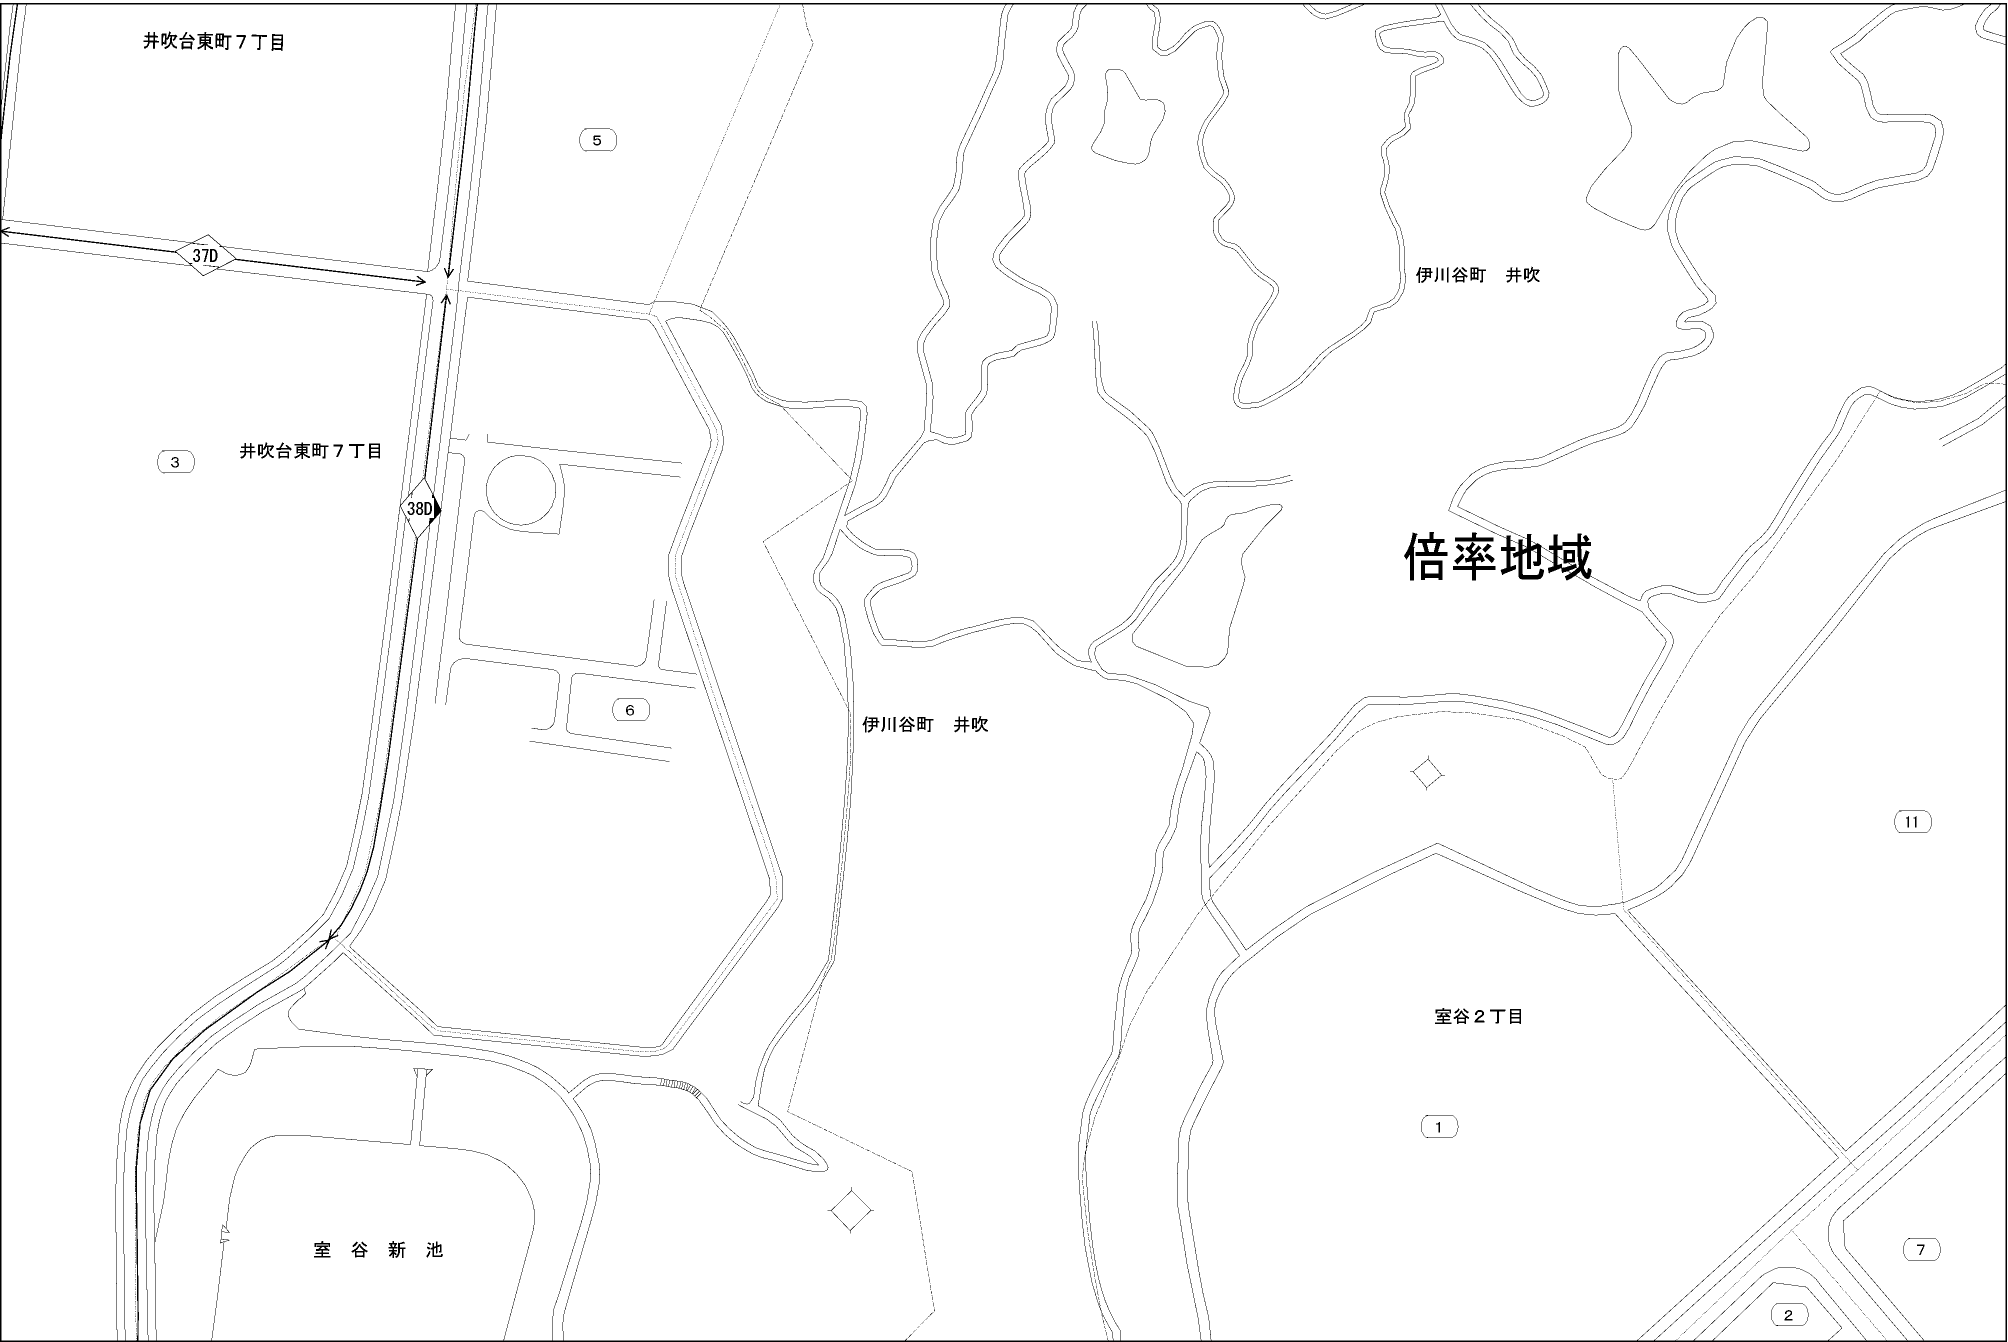 井吹台東町７丁目
5
37D
伊川谷町　井吹
3
井吹台東町７丁目
38D
倍率地域
6
伊川谷町　井吹
11
室谷２丁目
1
室　谷　新　池
7
2